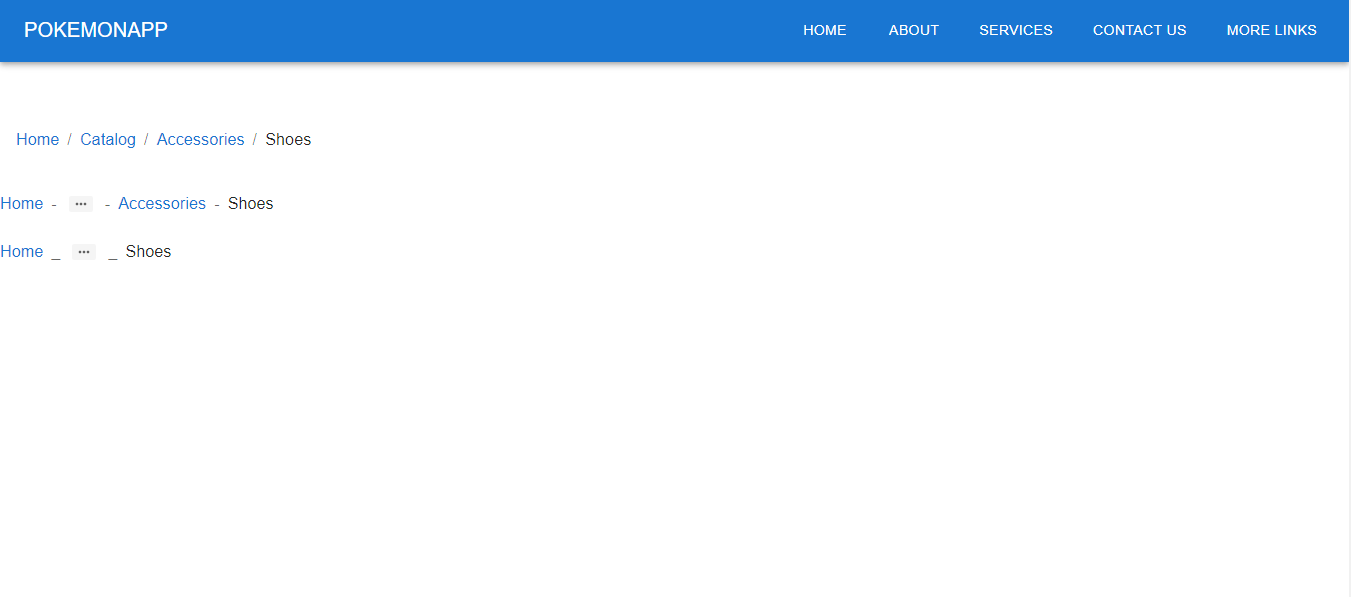 POKEMONAPP HOME ABOUT SERVICES CONTACT US MORE LINKS
Home / Catalog / Accessories / Shoes
Home - ••• - Accessories - Shoes
Home _ ••• _ Shoes